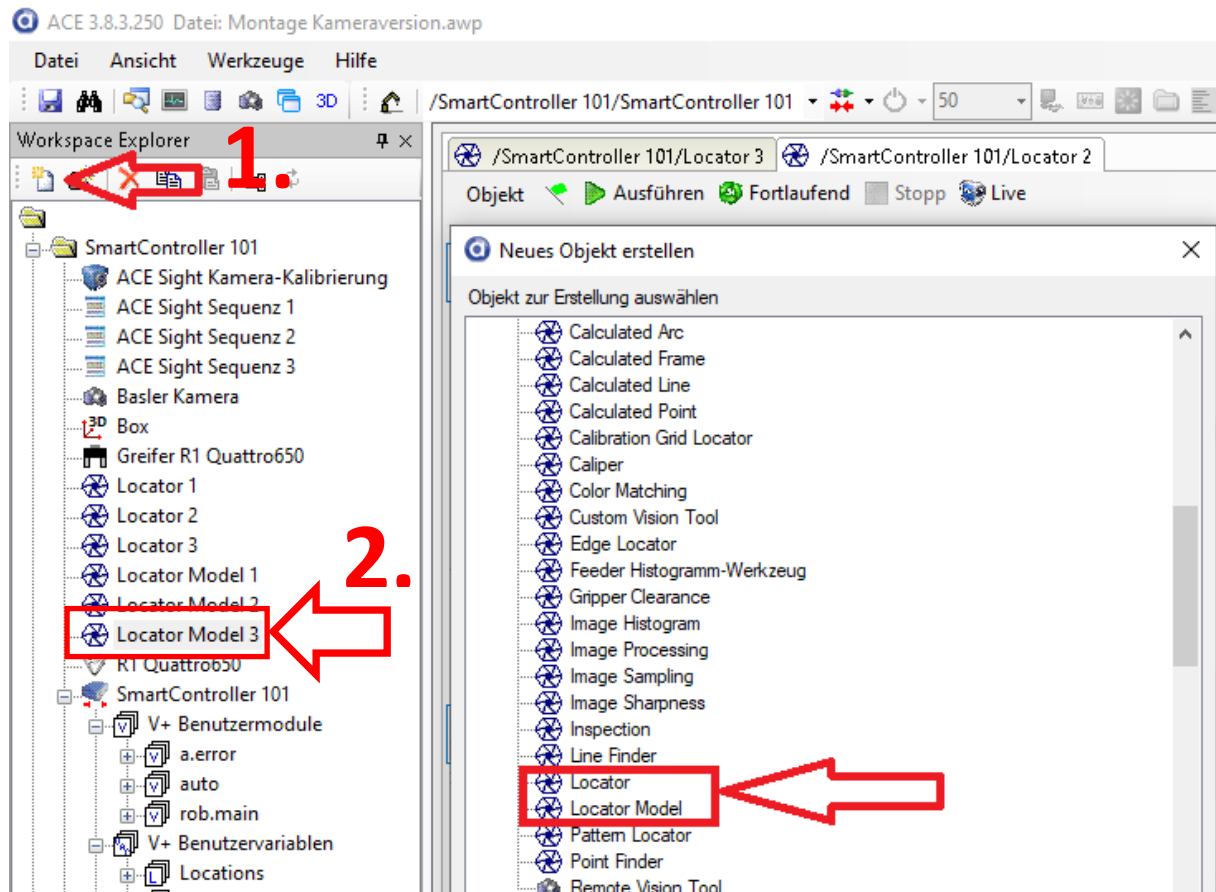 ACE 3.8.3.250 Datei: Montage Kameraversion.awp
Datei Ansicht Werkzeuge Hilfe
3D /SmartController 101/SmartController 101 50
Workspace Explorer
1.
/SmartController 101/Locator 3 /SmartController 101/Locator 2
Objekt Ausführen Fortlaufend Stopp Live
SmartController 101
ACE Sight Kamera-Kalibrierung
ACE Sight Sequenz 1
ACE Sight Sequenz 2
ACE Sight Sequenz 3
Basler Kamera
3D Box
Greifer R1 Quattro650
Locator 1
Locator 2
Locator 3
Locator Model 1
Locator Model 2
2.
Locator Model 3
R1 Quattro650
SmartController 101
V+ Benutzermodule
a.error
auto
rob.main
V+ Benutzervariablen
Locations
Neues Objekt erstellen
Objekt zur Erstellung auswählen
Calculated Arc
Calculated Frame
Calculated Line
Calculated Point
Calibration Grid Locator
Caliper
Color Matching
Custom Vision Tool
Edge Locator
Feeder Histogramm-Werkzeug
Gripper Clearance
Image Histogram
Image Processing
Image Sampling
Image Sharpness
Inspection
Line Finder
Locator
Locator Model
Pattern Locator
Point Finder
Remote Vision Tool